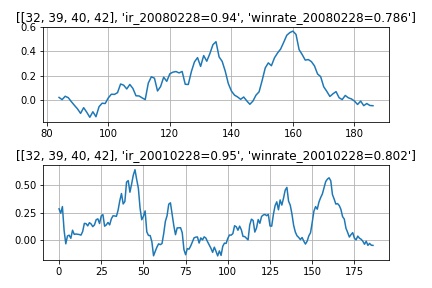 [[32, 39, 40, 42], 'ir_20080228=0.94', 'winrate_20080228=0.786']
0.6
0.4
0.2
0.0
80 100 120 140 160 180
[[32, 39, 40, 42], 'ir_20010228=0.95', 'winrate_20010228=0.802']
0.50
0.25
0.00
0 25 50 75 100 125 150 175